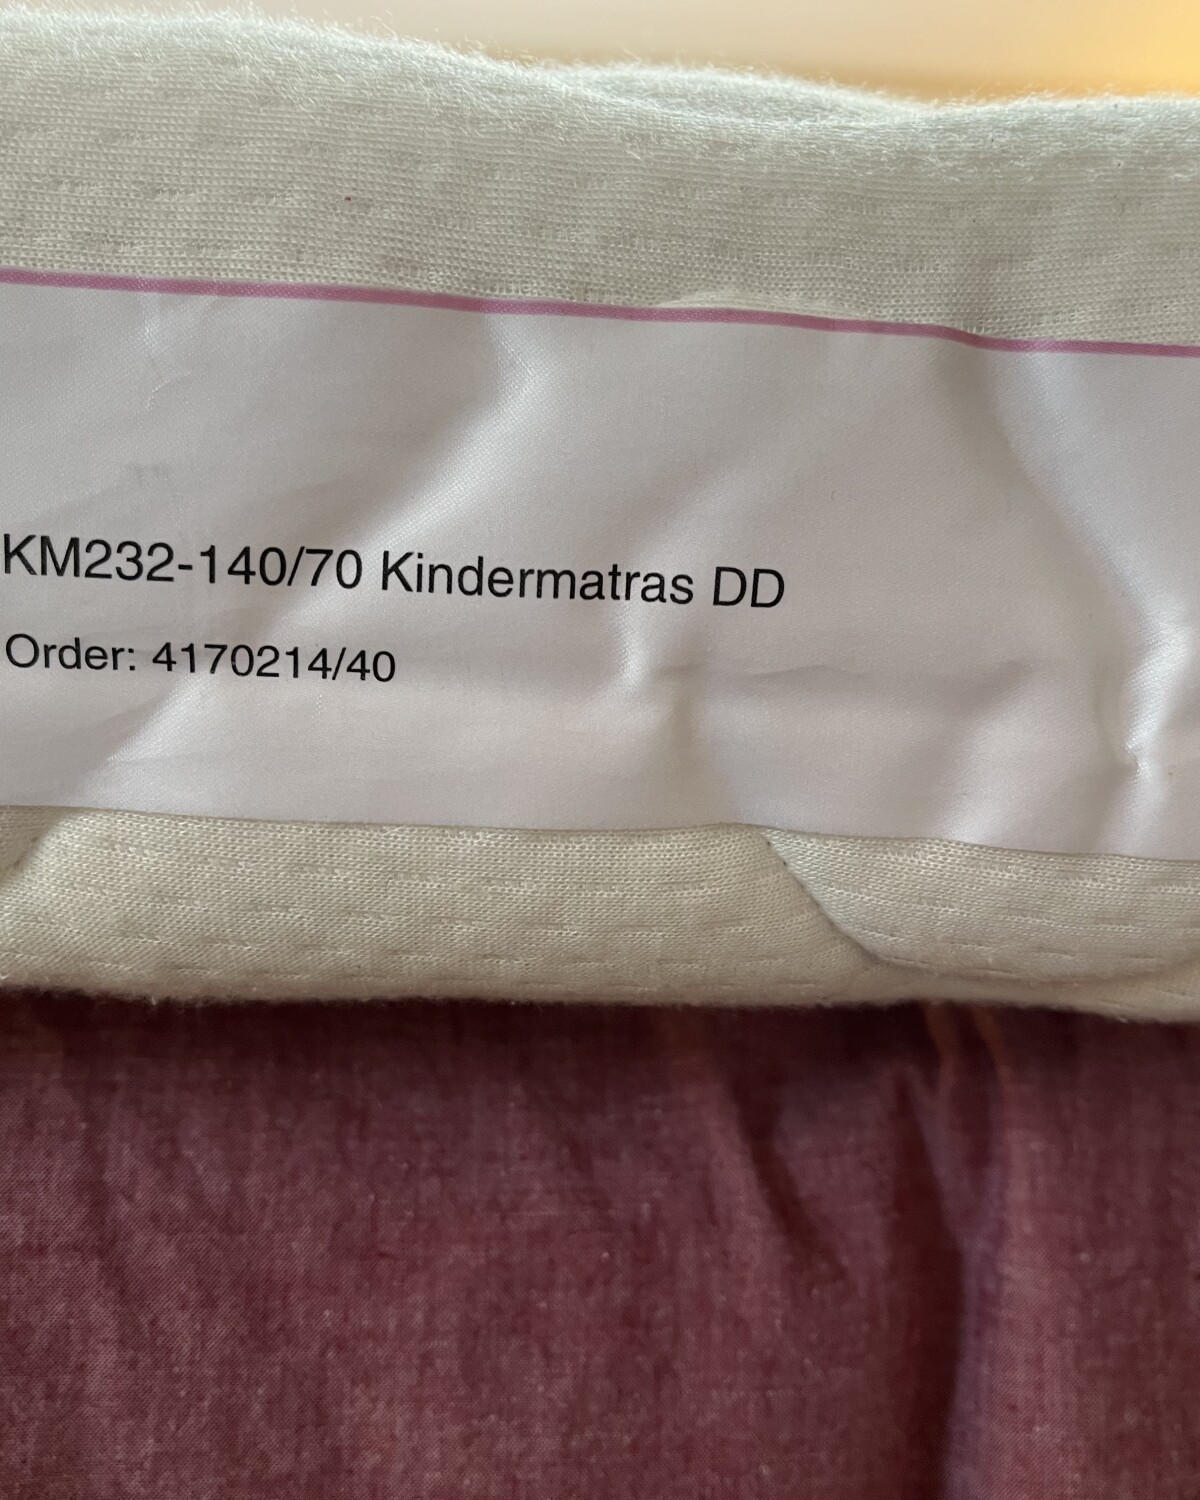 KM232-140/70 Kindermatras DD
Order: 4170214/40